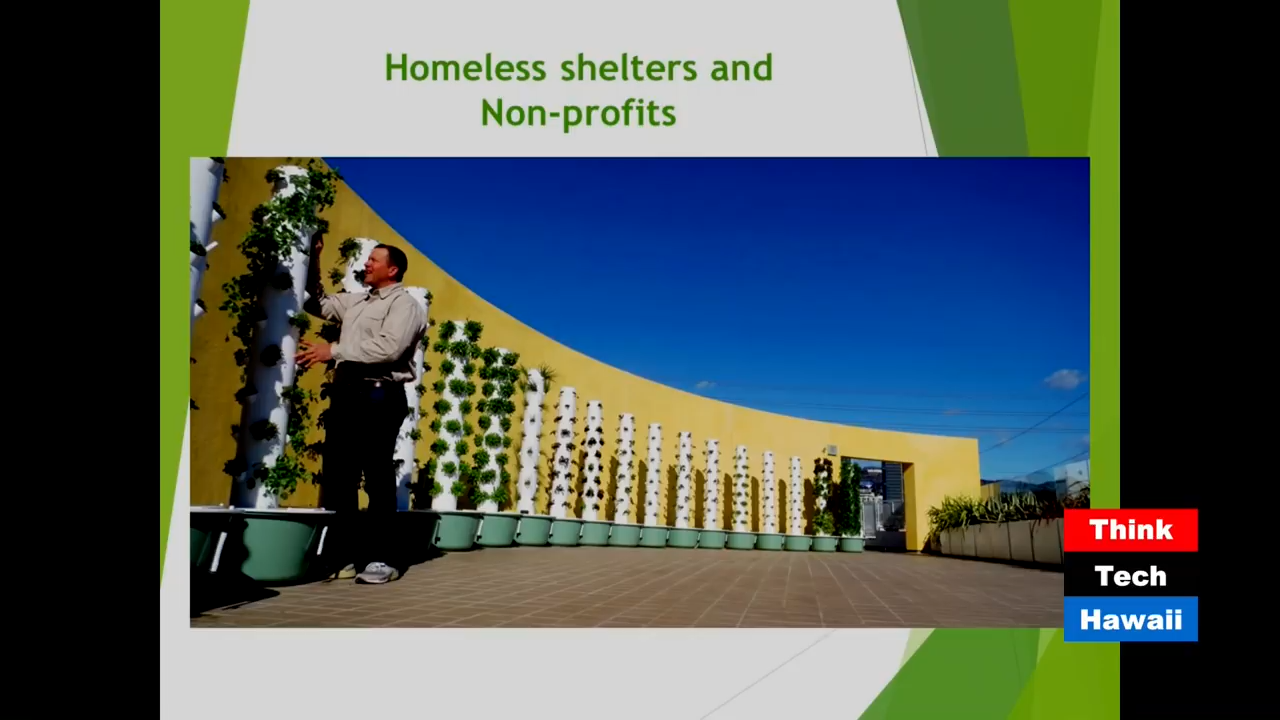 Homeless shelters and
Non-profits
Think
Tech
Hawaii